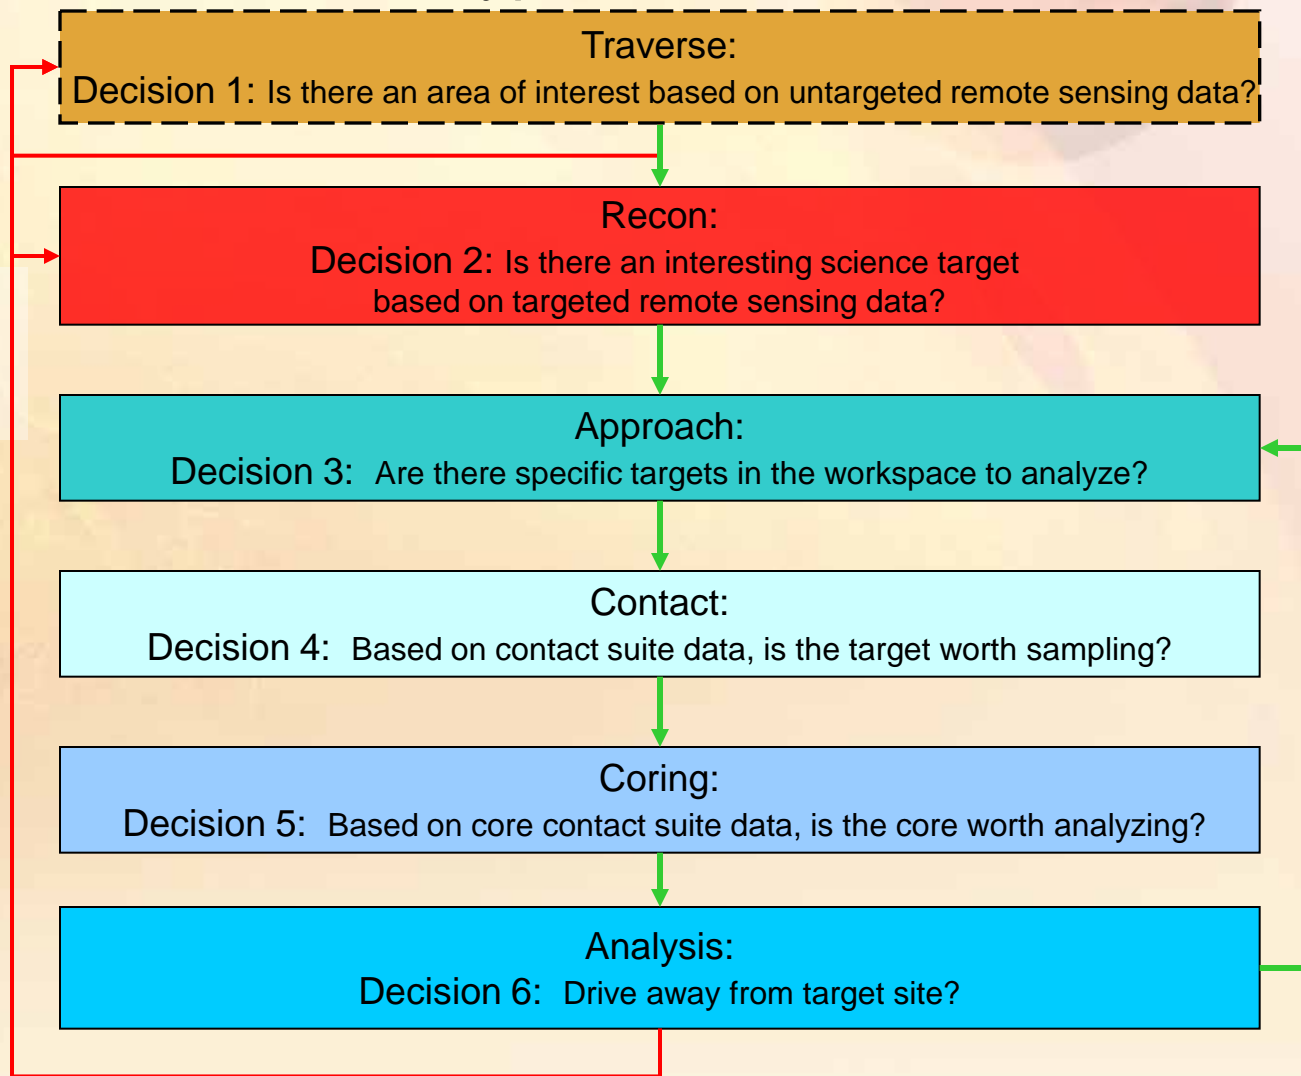 Traverse:
Decision 1: Is there an area of interest based on untargeted remote sensing data?
Recon:
Decision 2: Is there an interesting science target
based on targeted remote sensing data?
Approach:
Decision 3: Are there specific targets in the workspace to analyze?
Contact:
Decision 4: Based on contact suite data, is the target worth sampling?
Coring:
Decision 5: Based on core contact suite data, is the core worth analyzing?
Analysis:
Decision 6: Drive away from target site?